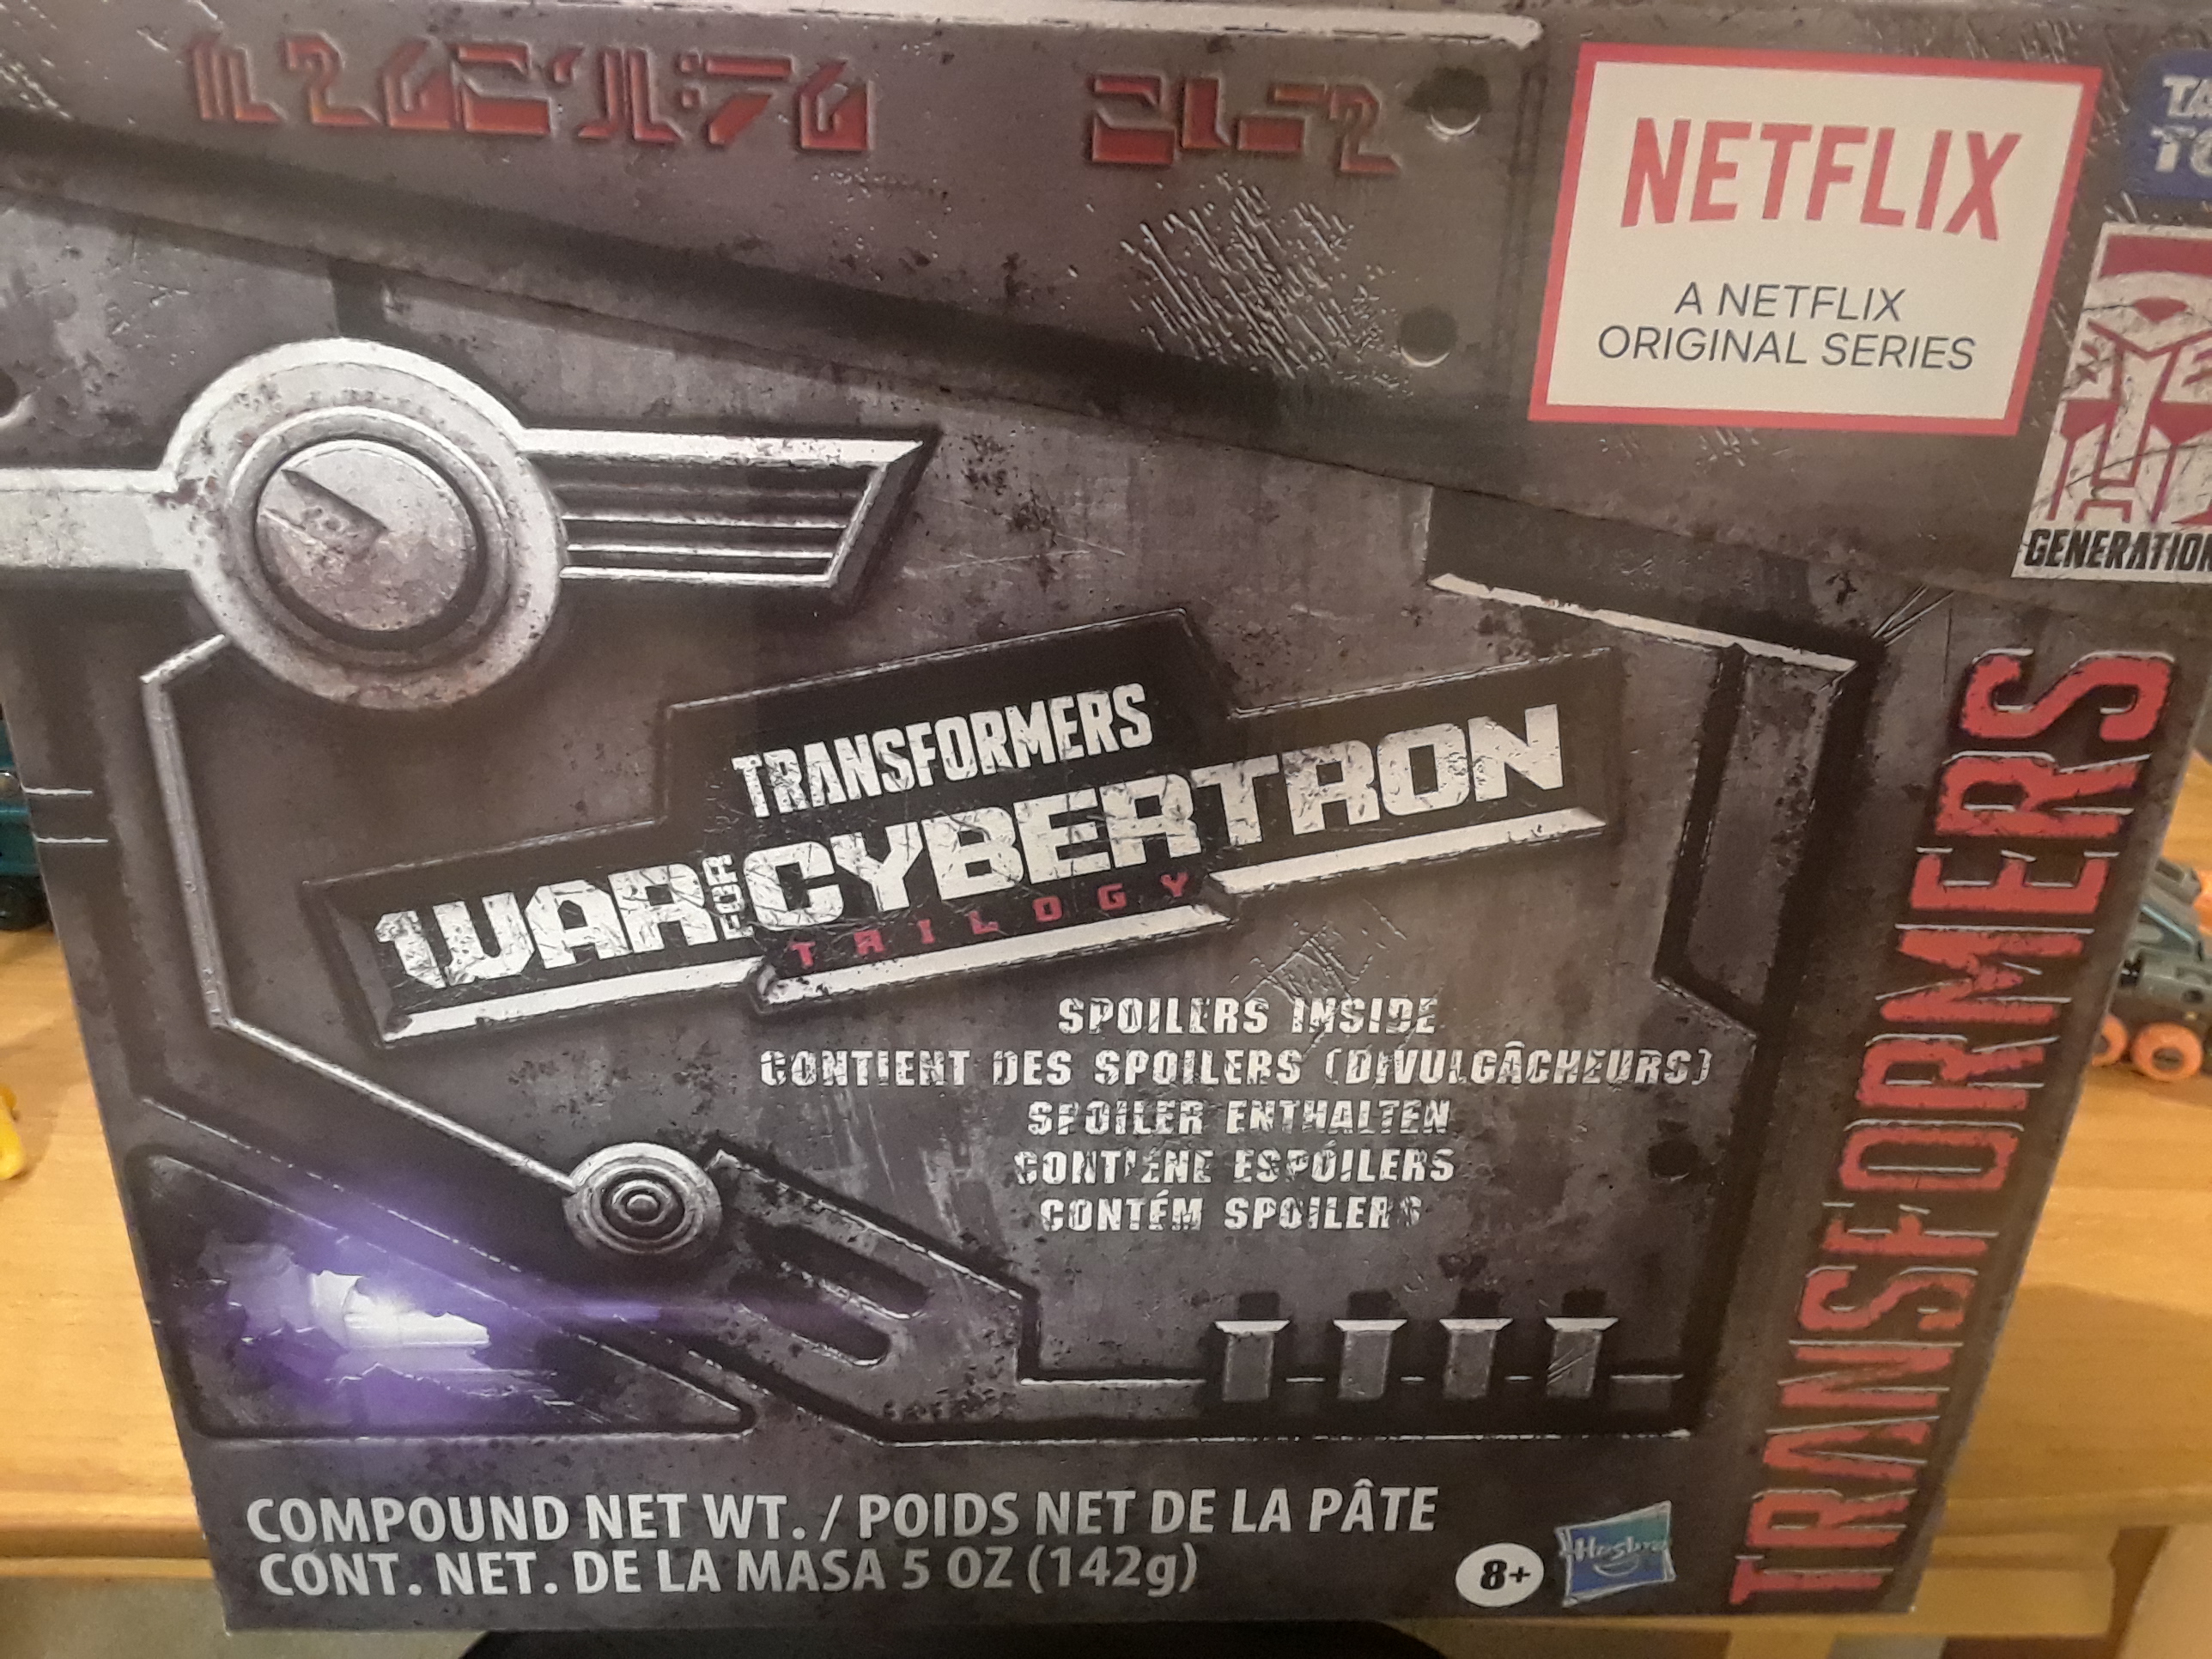 NETFLIX
A NETFLIX
ORIGINAL SERIES
TRANSFORMERS
WAR FOR CYBERTRON
TRILOGY
SPOILERS INSIDE
CONTIENT DES SPOILERS (DIVULGÂCHEURS)
SPOILER ENTHALTEN
CONTIENE ESPÓILERS
CONTÉM SPOILERS
COMPOUND NET WT. / POIDS NET DE LA PÂTE
CONT. NET. DE LA MASA 5 OZ (142g)
8+
Hasbro
TRANSFORMERS